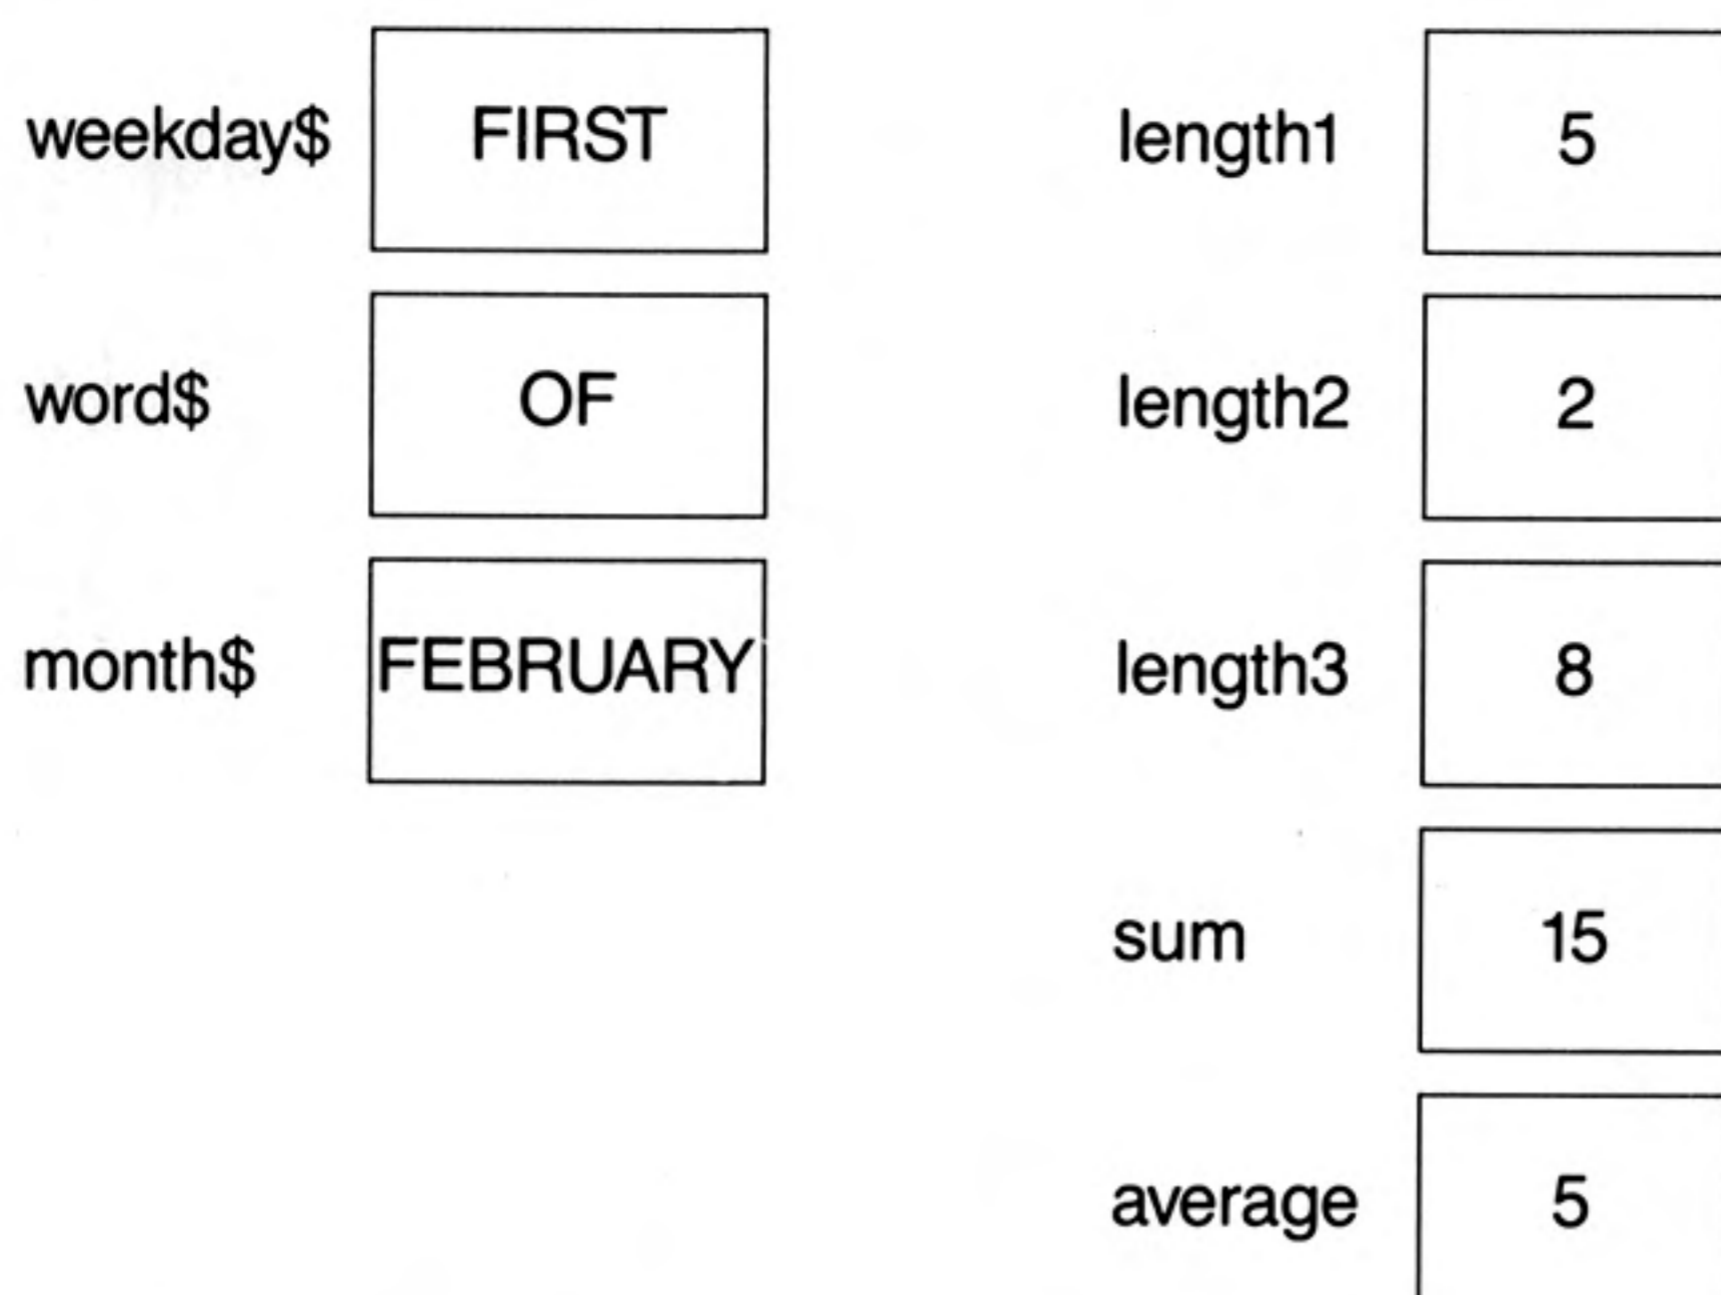 weekday$ FIRST length1 5
word$ OF length2 2
month$ FEBRUARY length3 8
sum 15
average 5